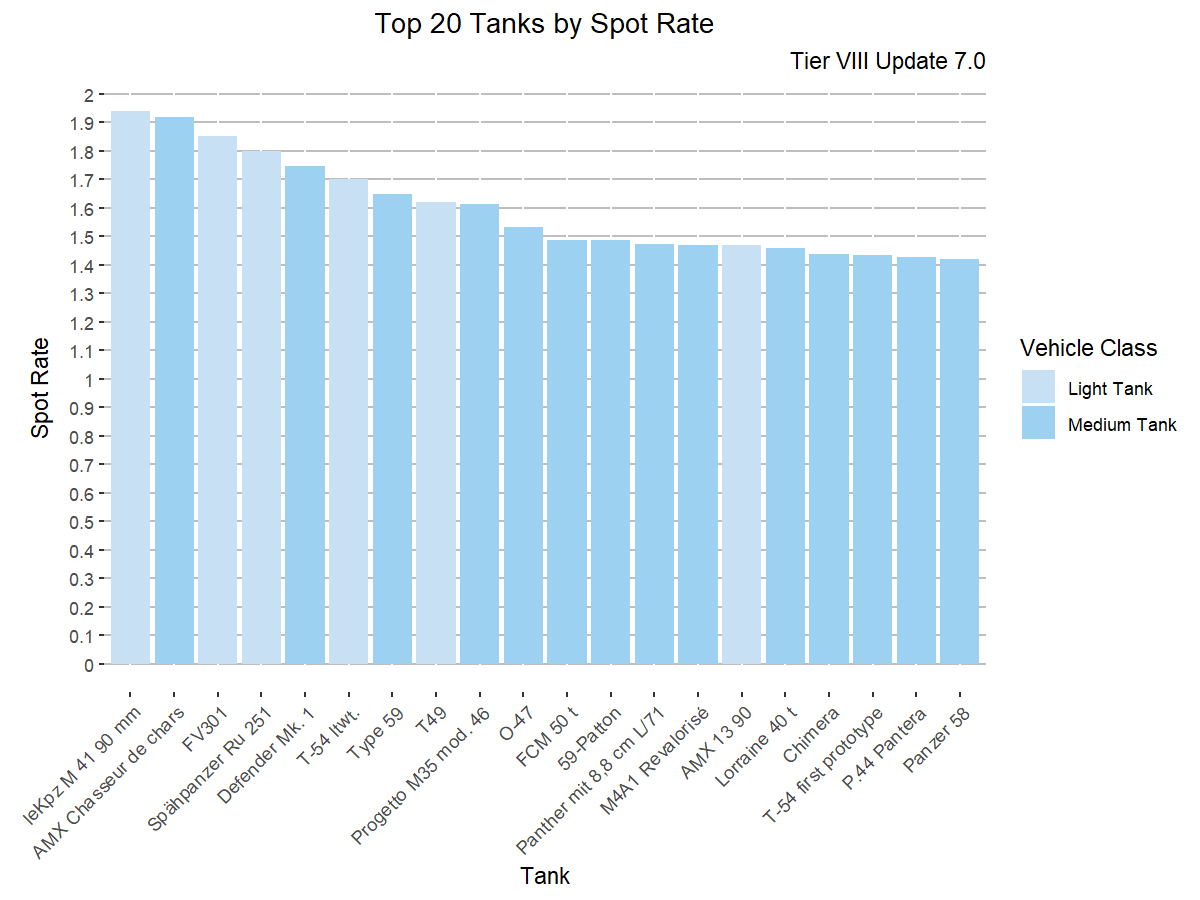 Top 20 Tanks by Spot Rate
Tier VIII Update 7.0
2
1.9
1.8
1.7
1.6
1.5
1.4
1.3
1.2
1.1
1
0.9
0.8
0.7
0.6
0.5
0.4
0.3
0.2
0.1
0
Spot Rate
leKpz M 41 90 mm
AMX Chasseur de chars
FV301
Spähpanzer Ru 251
Defender Mk. 1
T-54 ltwt.
Type 59
T49
Progetto M35 mod. 46
O-47
FCM 50 t
59-Patton
Panther mit 8,8 cm L/71
M4A1 Revalorisé
AMX 13 90
Lorraine 40 t
Chimera
T-54 first prototype
P.44 Pantera
Panzer 58
Tank
Vehicle Class
Light Tank
Medium Tank